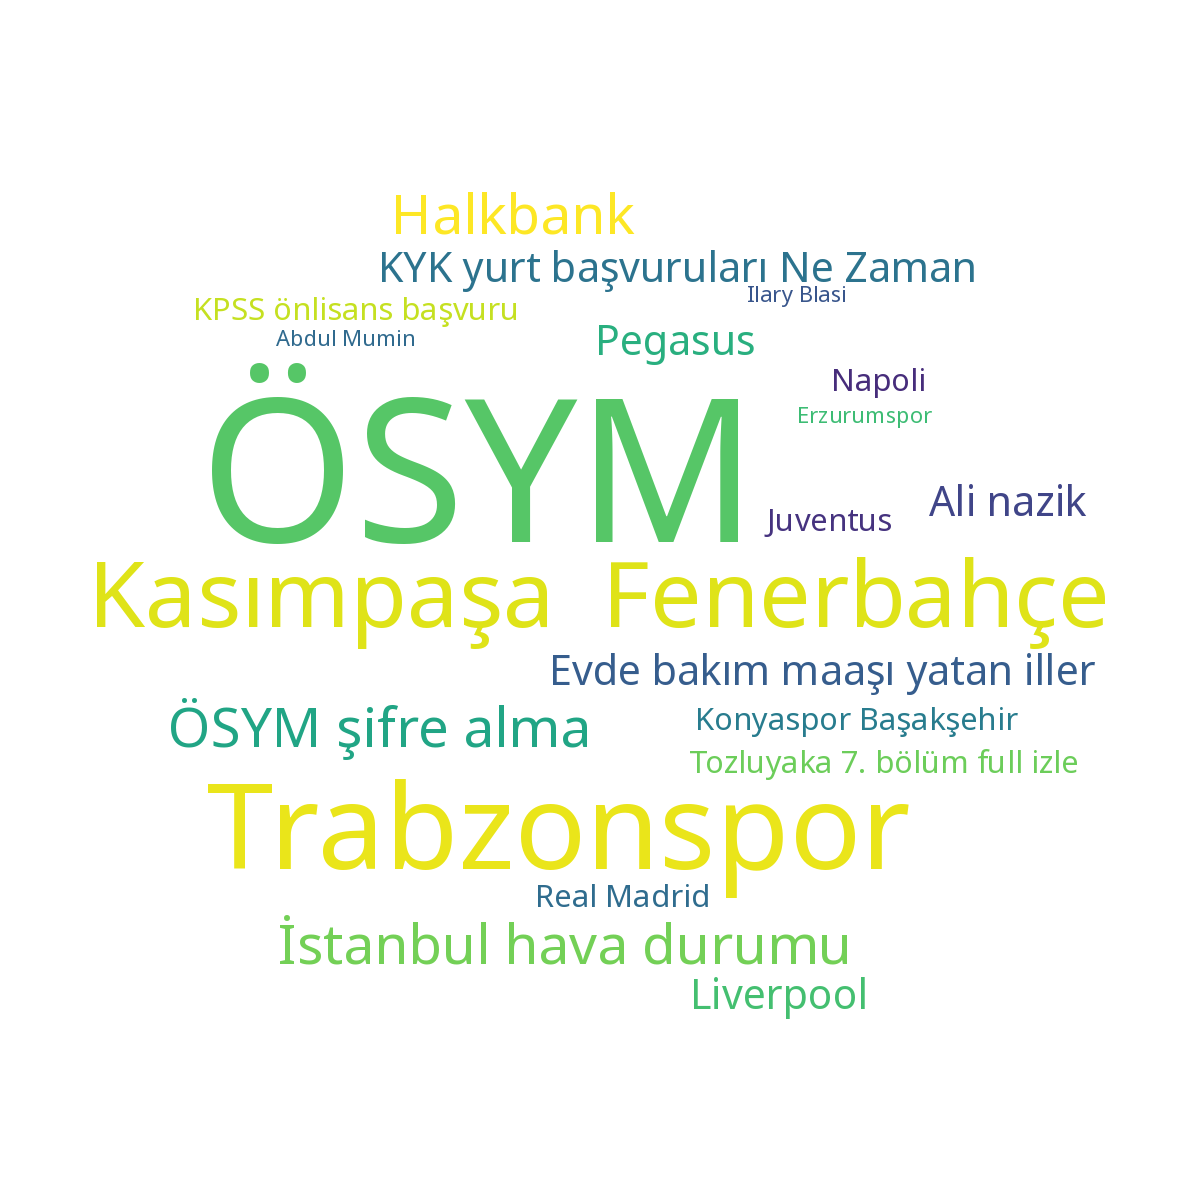 Halkbank
KYK yurt başvuruları Ne Zaman
Ilary Blasi
KPSS önlisans başvuru
Abdul Mumin
Pegasus
Napoli
Erzurumspor
ÖSYM
Ali nazik
Juventus
Kasımpaşa
Fenerbahçe
Evde bakım maaşı yatan iller
ÖSYM şifre alma
Konyaspor Başakşehir
Tozluyaka 7. bölüm full izle
Trabzonspor
Real Madrid
İstanbul hava durumu
Liverpool